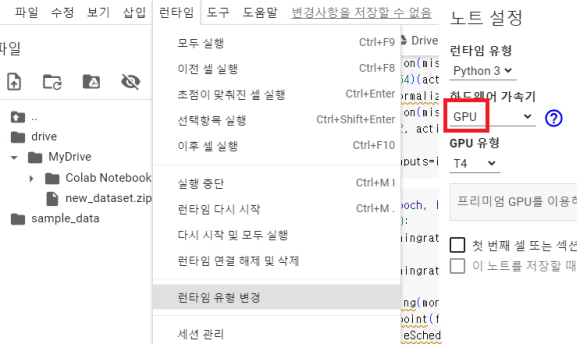 파일 수정 보기 삽입 런타임 도구 도움말 변경사항을 저장할 수 없음
파일
..
drive
MyDrive
Colab Notebook
new_dataset.zip
sample_data
모두 실행 Ctrl+F9
이전 셀 실행 Ctrl+F8
초점이 맞춰진 셀 실행 Ctrl+Enter
선택항목 실행 Ctrl+Shift+Enter
이후 셀 실행 Ctrl+F10
실행 중단 Ctrl+M I
런타임 다시 시작 Ctrl+M .
다시 시작 및 모두 실행
런타임 연결 해제 및 삭제
런타임 유형 변경
세션 관리
Drive
on(mis
64)(act
ormaliz
on(mis
2, acti
nputs=i
och, l
):
ingrat
ingrat
ng(mon
oint(f
eSched
노트 설정
런타임 유형
Python 3
하드웨어 가속기
GPU
?
GPU 유형
T4
프리미엄 GPU를 이용하
첫 번째 셀 또는 섹션
이 노트를 저장할 때